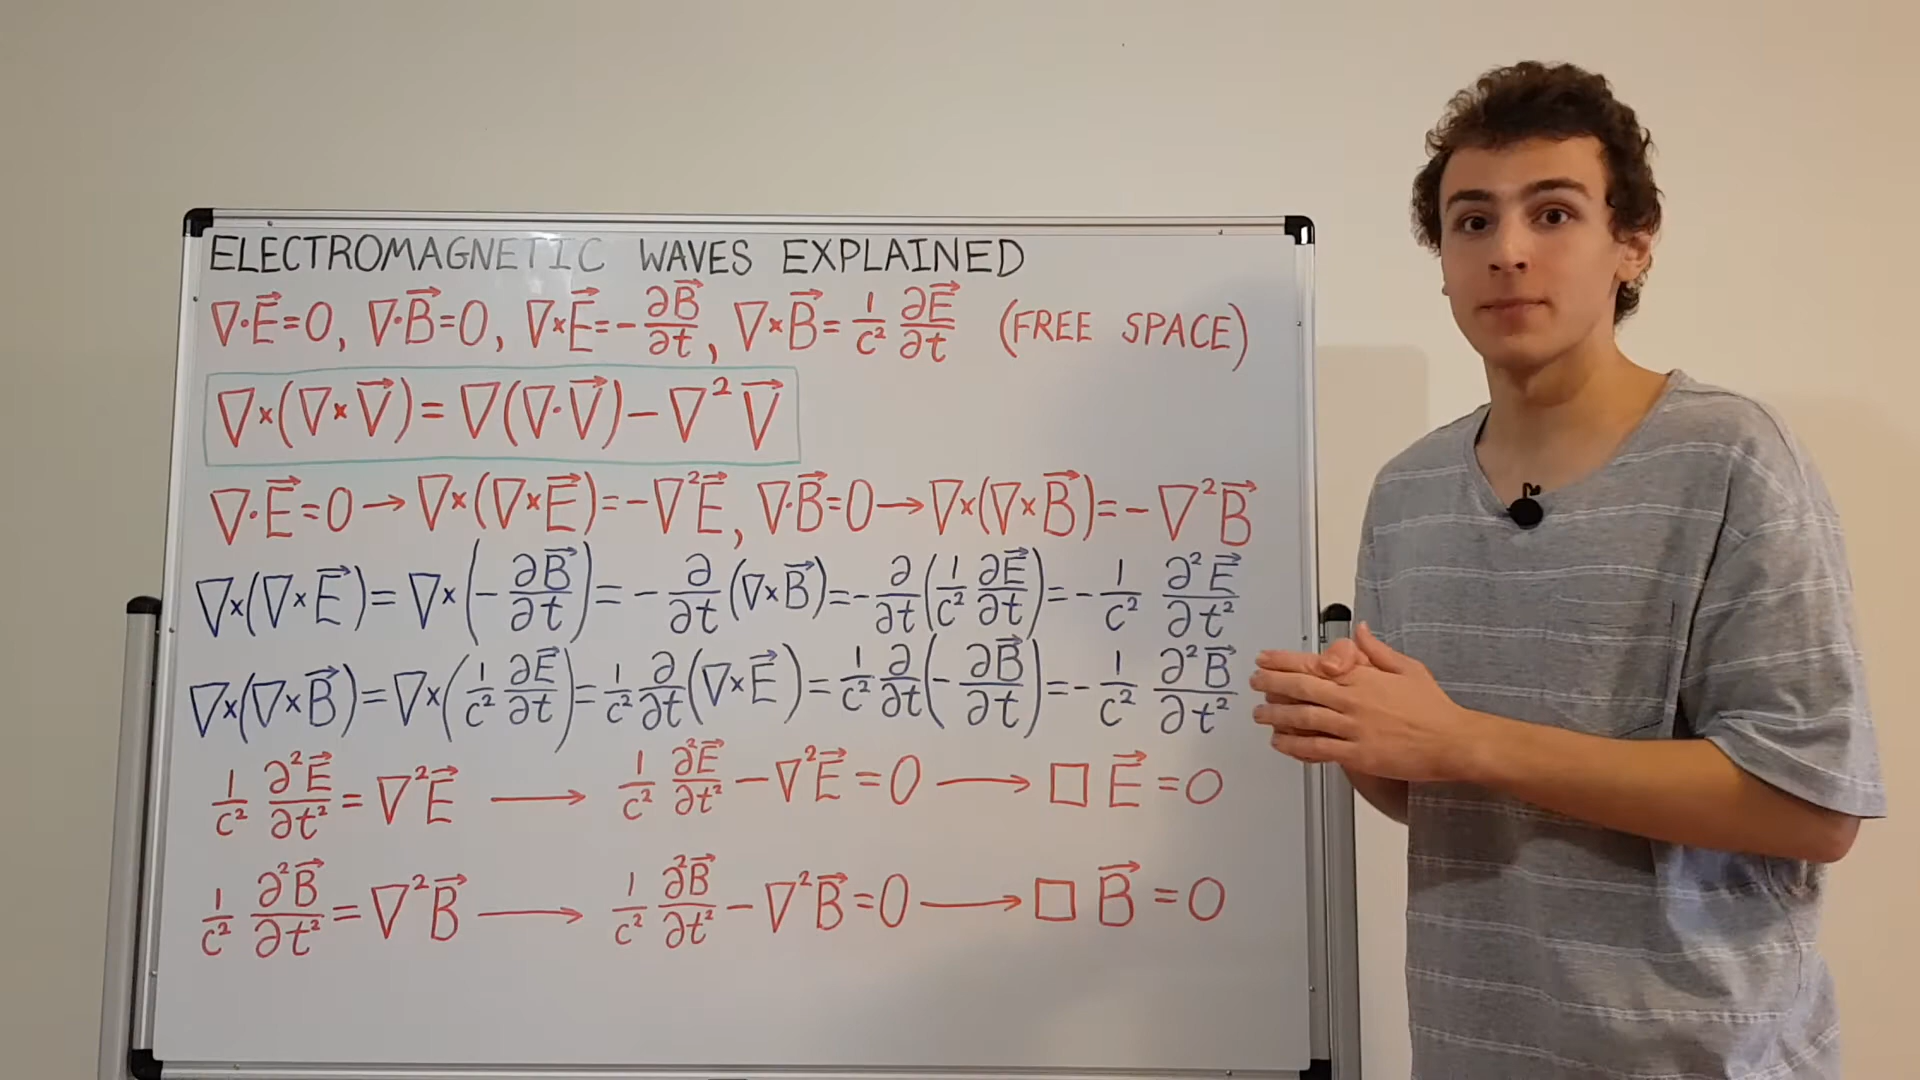 ELECTROMAGNETIC WAVES EXPLAINED
∇·E⃗=0, ∇·B⃗=0, ∇×E⃗=-∂B⃗/∂t, ∇×B⃗=1/c² ∂E⃗/∂t (FREE SPACE)
∇×(∇×V⃗)=∇(∇·V⃗)-∇²V⃗
∇·E⃗=0→∇×(∇×E⃗)=-∇²E⃗, ∇·B⃗=0→∇×(∇×B⃗)=-∇²B⃗
∇×(∇×E⃗)=∇×(-∂B⃗/∂t)=-∂/∂t(∇×B⃗)=-∂/∂t(1/c² ∂E⃗/∂t)=-1/c² ∂²E⃗/∂t²
∇×(∇×B⃗)=∇×(1/c² ∂E⃗/∂t)=1/c² ∂/∂t(∇×E⃗)=1/c² ∂/∂t(-∂B⃗/∂t)=-1/c² ∂²B⃗/∂t²
1/c² ∂²E⃗/∂t²=∇²E⃗ → 1/c² ∂²E⃗/∂t²-∇²E⃗=0 → □E⃗=0
1/c² ∂²B⃗/∂t²=∇²B⃗ → 1/c² ∂²B⃗/∂t²-∇²B⃗=0 → □B⃗=0